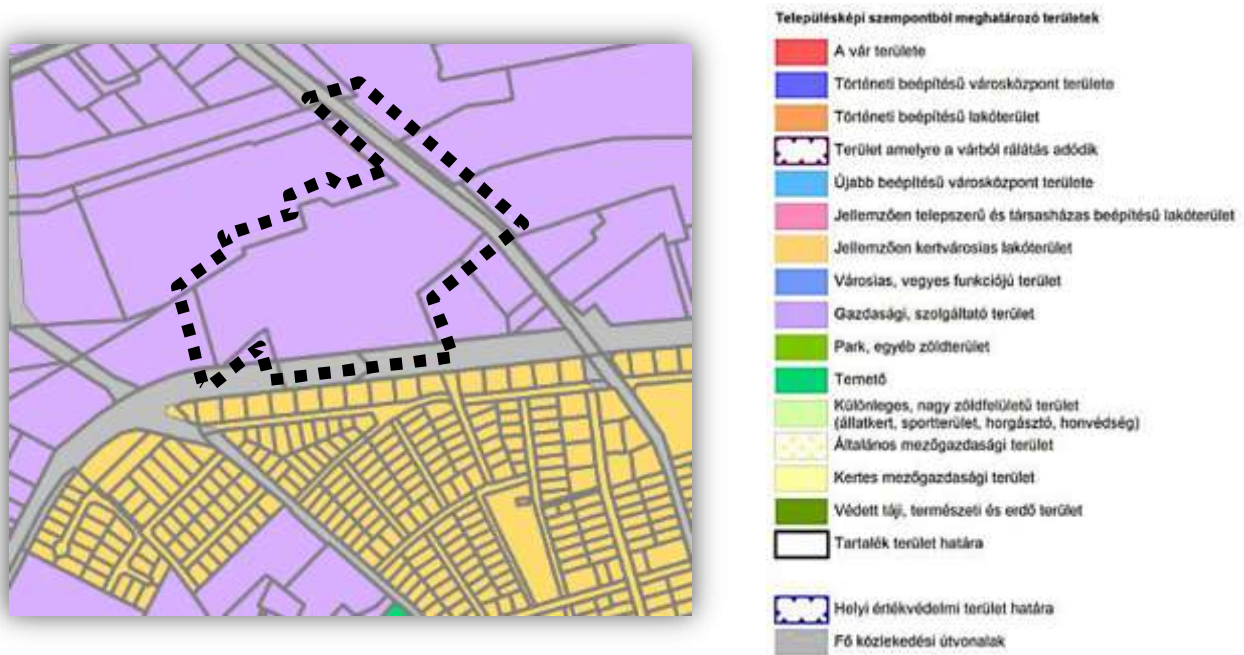 Településképi szempontból meghatározó területek
A vár területe
Történeti beépítésű városközpont területe
Történeti beépítésű lakóterület
Terület amelyre a várból rálátás adódik
Újabb beépítésű városközpont területe
Jellemzően telepszerű és társasházas beépítésű lakóterület
Jellemzően kertvárosias lakóterület
Városias, vegyes funkciójú terület
Gazdasági, szolgáltató terület
Park, egyéb zöldterület
Temető
Különleges, nagy zöldfelületű terület
(állatkert, sportterület, horgásztó, honvédség)
Általános mezőgazdasági terület
Kertes mezőgazdasági terület
Védett táji, természeti és erdő terület
Tartalék terület határa
Helyi értékvédelmi terület határa
Fő közlekedési útvonalak